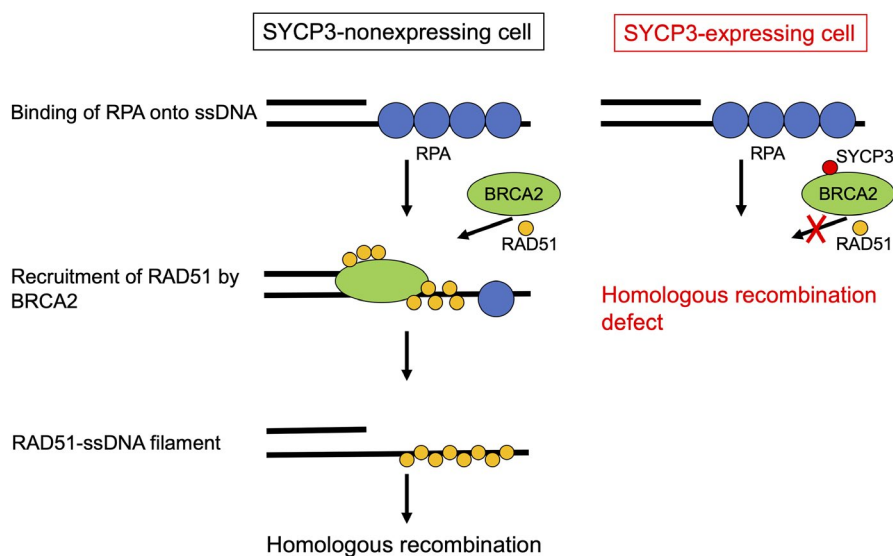 SYCP3-nonexpressing cell
SYCP3-expressing cell
Binding of RPA onto ssDNA
RPA
RPA
SYCP3
BRCA2
BRCA2
RAD51
RAD51
Recruitment of RAD51 by
BRCA2
Homologous recombination
defect
RAD51-ssDNA filament
Homologous recombination